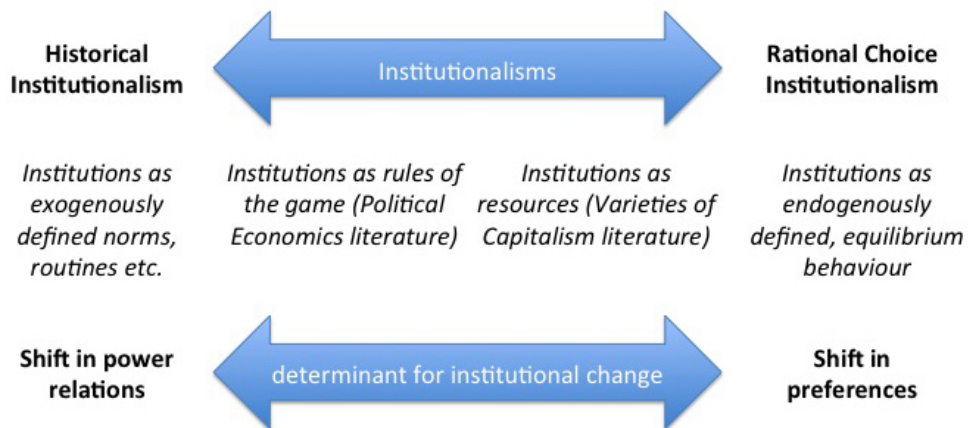 Historical
Institutionalism
Institutionalisms
Rational Choice
Institutionalism
Institutions as
exogenously
defined norms,
routines etc.
Institutions as rules of
the game (Political
Economics literature)
Institutions as
resources (Varieties of
Capitalism literature)
Institutions as
endogenously
defined, equilibrium
behaviour
Shift in power
relations
determinant for institutional change
Shift in
preferences